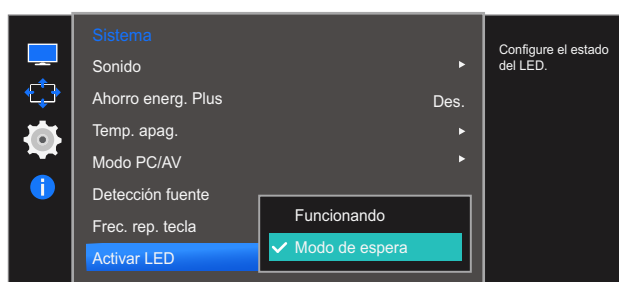 Sistema
Sonido
Ahorro energ. Plus
Des.
Temp. apag.
Modo PC/AV
Detección fuente
Frec. rep. tecla
Activar LED
Funcionando
Modo de espera
Configure el estado
del LED.